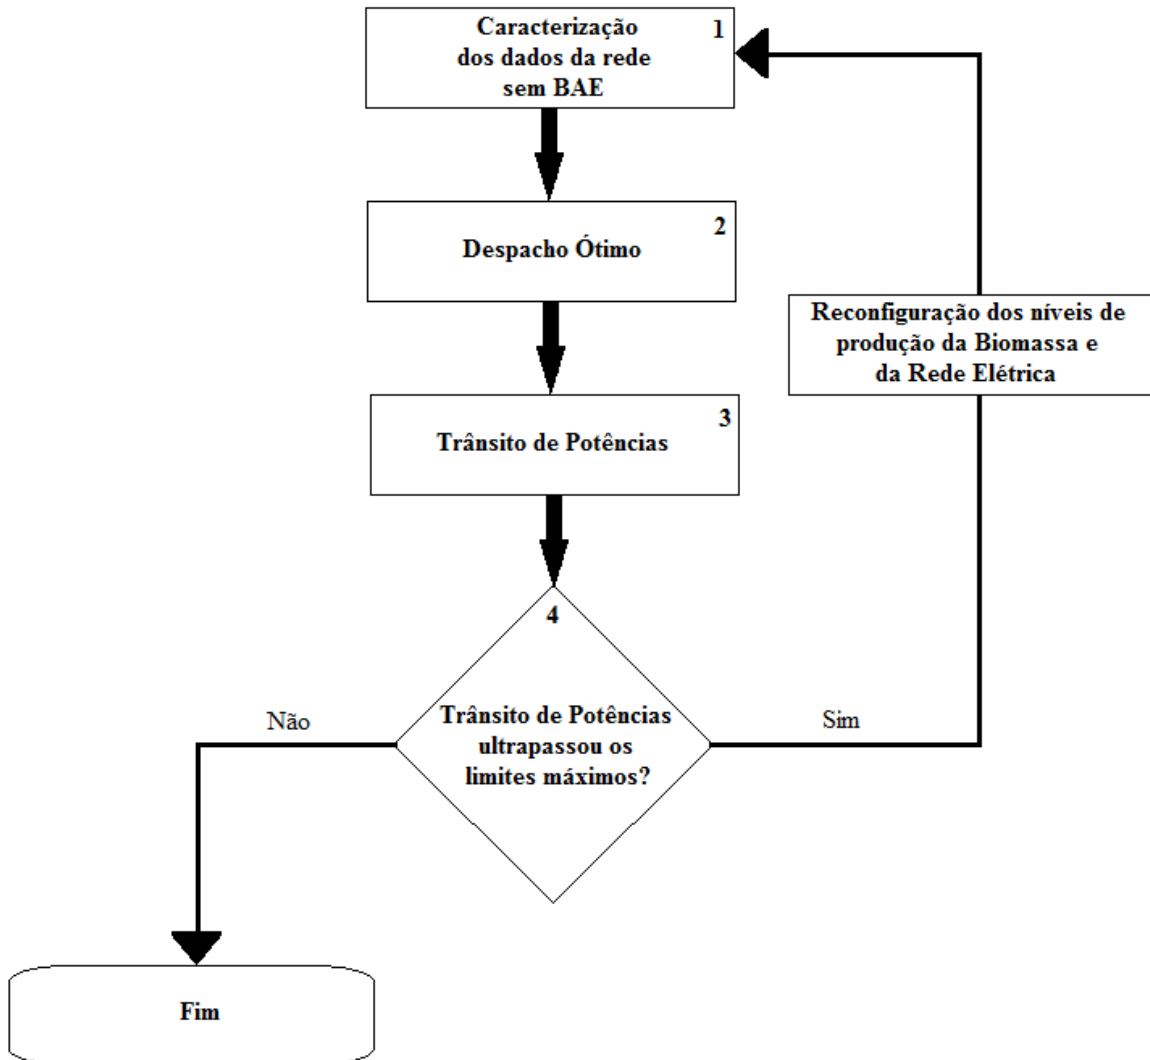 Caracterização
dos dados da rede
sem BAE
1
Despacho Ótimo
2
Reconfiguração dos níveis de
produção da Biomassa e
da Rede Elétrica
Trânsito de Potências
3
4
Trânsito de Potências
ultrapassou os
limites máximos?
Não
Sim
Fim